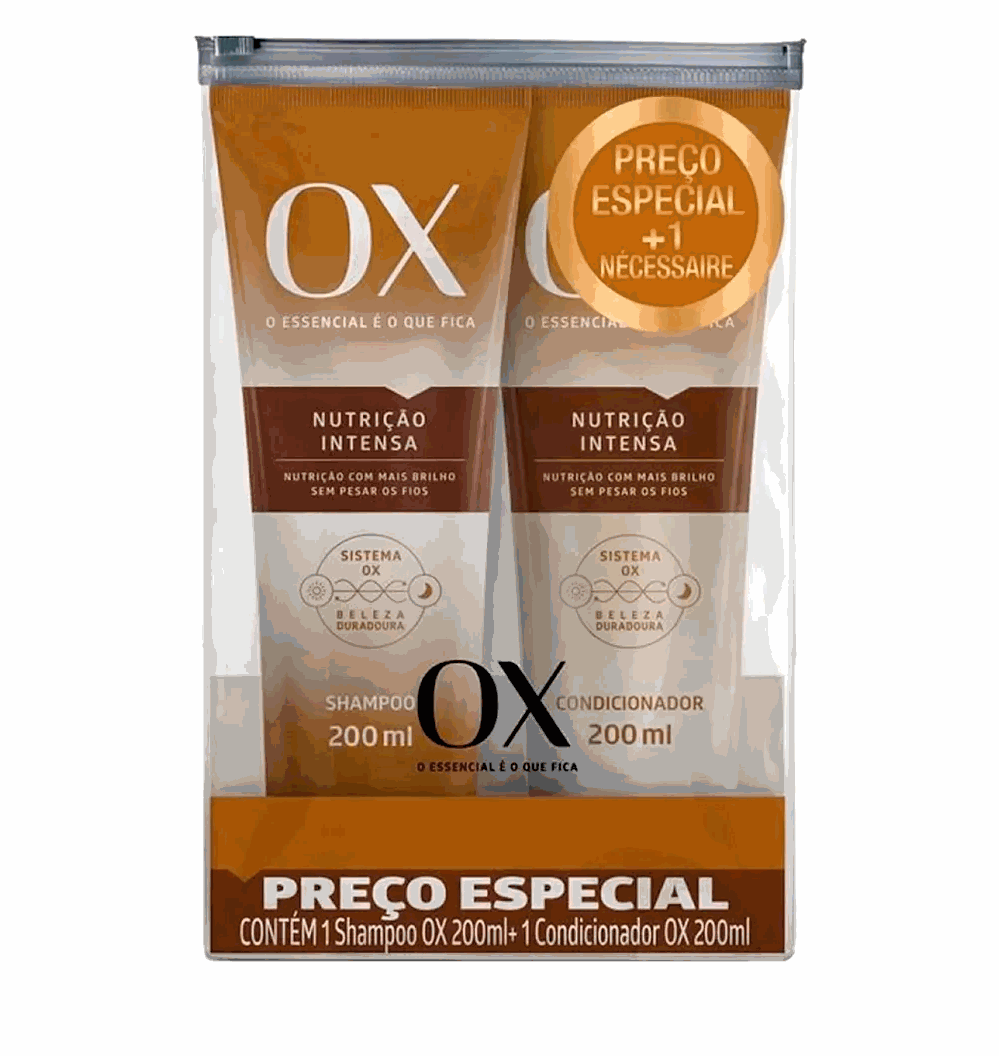 OX
O ESSENCIAL É O QUE FICA
NUTRIÇÃO
INTENSA
NUTRIÇÃO COM MAIS BRILHO
SEM PESAR OS FIOS
SISTEMA
OX
BELEZA
DURADOURA
SHAMPOO
200 ml
PREÇO
ESPECIAL
+1
NÉCESSAIRE
O ESSENCIA
ICA
NUTRIÇÃO
INTENSA
NUTRIÇÃO COM MAIS BRILHO
SEM PESAR OS FIOS
SISTEMA
OX
BELEZA
DURADOURA
CONDICIONADOR
200 ml
OX
O ESSENCIAL É O QUE FICA
PREÇO ESPECIAL
CONTÉM 1 Shampoo OX 200ml+ 1 Condicionador OX 200ml